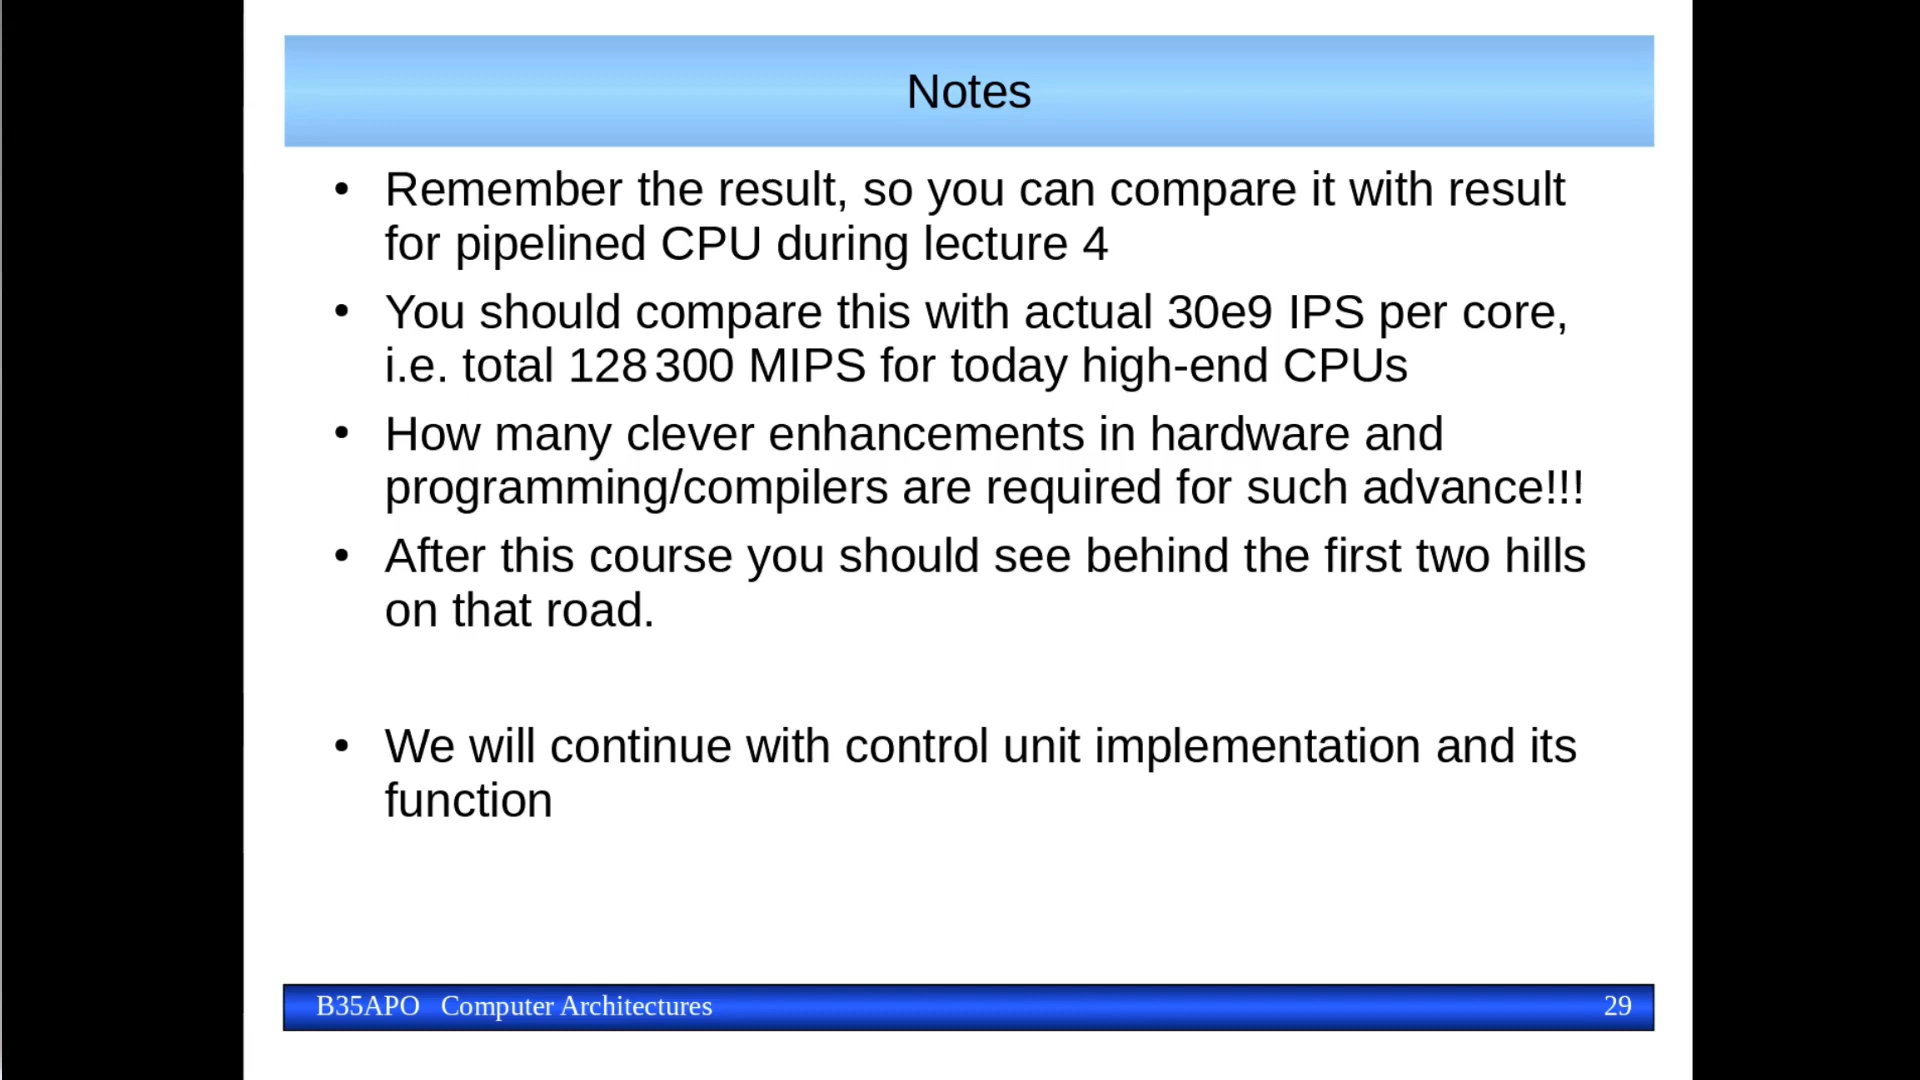 Notes
• Remember the result, so you can compare it with result
for pipelined CPU during lecture 4
• You should compare this with actual 30e9 IPS per core,
i.e. total 128 300 MIPS for today high-end CPUs
• How many clever enhancements in hardware and
programming/compilers are required for such advance!!!
• After this course you should see behind the first two hills
on that road.
• We will continue with control unit implementation and its
function
B35APO Computer Architectures 29